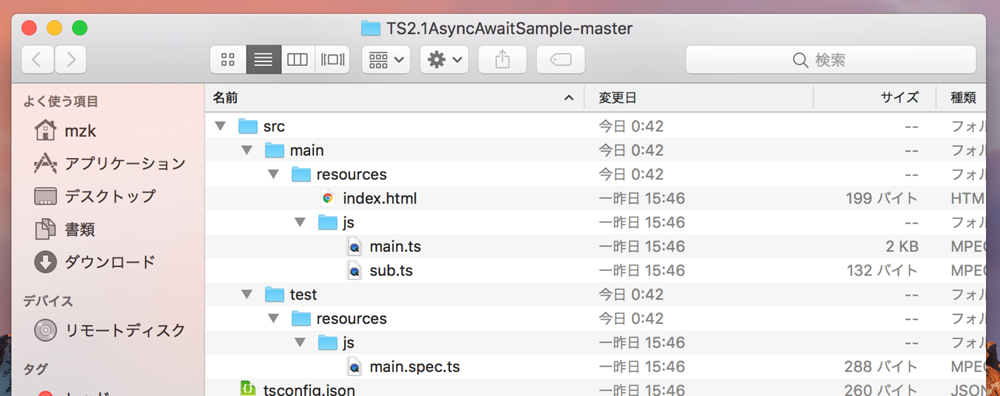 TS2.1AsyncAwaitSample-master
検索
よく使う項目
mzk
アプリケーション
デスクトップ
書類
ダウンロード
デバイス
リモートディスク
タグ
名前 変更日 サイズ 種類
src 今日 0:42 -- フォル
main 今日 0:42 -- フォル
resources 今日 0:42 -- フォル
index.html 一昨日 15:46 199 バイト HTM
js 一昨日 15:46 -- フォル
main.ts 一昨日 15:46 2 KB MPEG
sub.ts 一昨日 15:46 132 バイト MPEG
test 今日 0:42 -- フォル
resources 今日 0:42 -- フォル
js 一昨日 15:46 -- フォル
main.spec.ts 一昨日 15:46 288 バイト MPEG
tsconfig.json 一昨日 15:46 260 バイト JSON